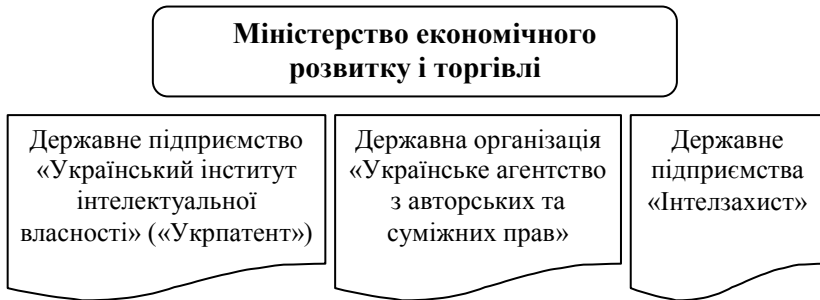 Міністерство економічного
розвитку і торгівлі
Державне підприємство
«Український інститут
інтелектуальної
власності» («Укрпатент»)
Державна організація
«Українське агентство
з авторських та
суміжних прав»
Державне
підприємства
«Інтелзахист»